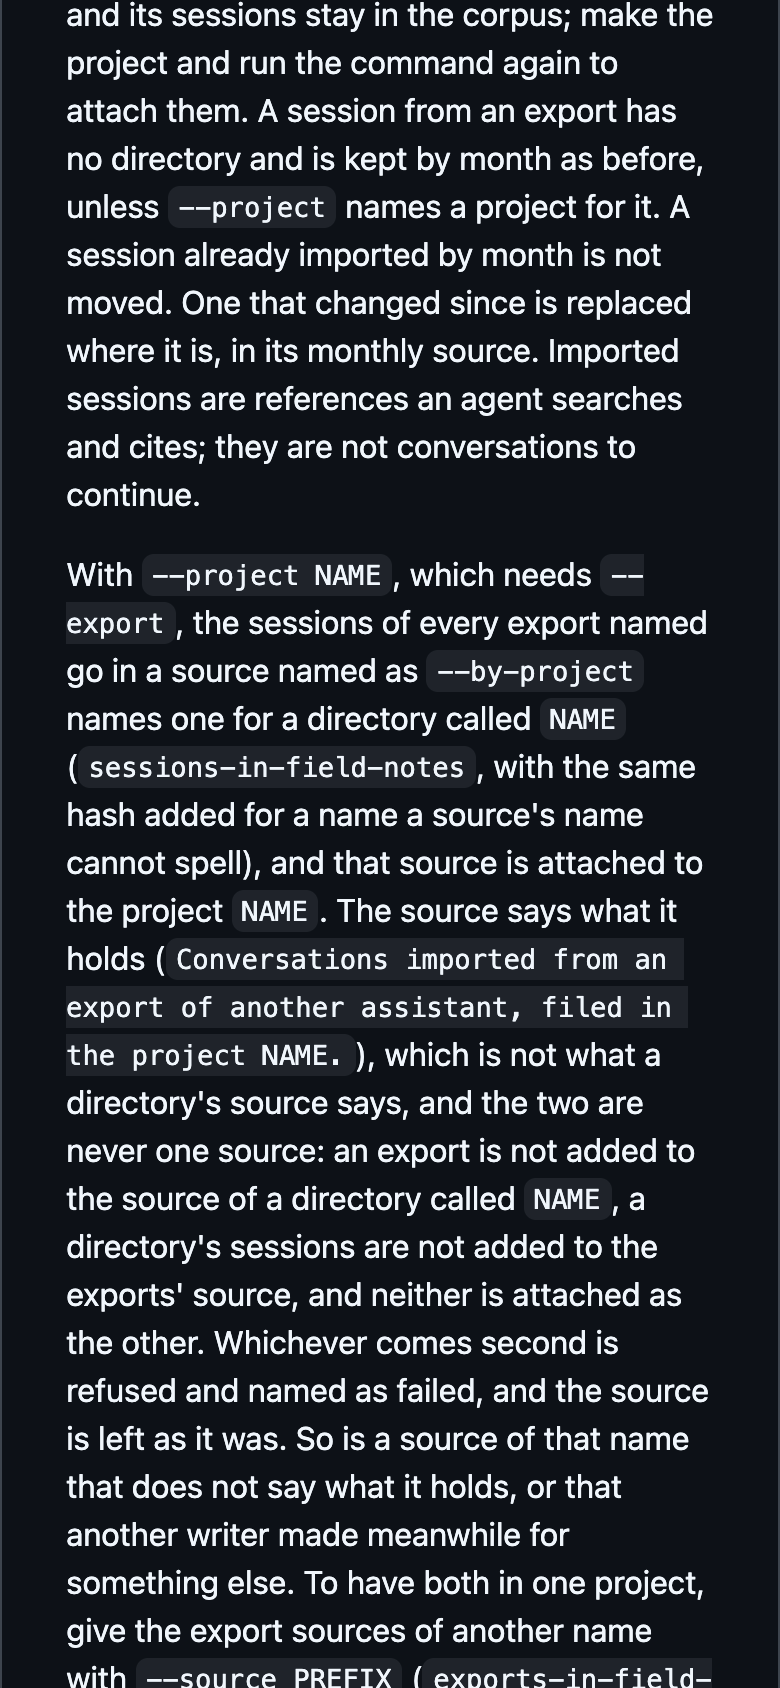 and its sessions stay in the corpus; make the
project and run the command again to
attach them. A session from an export has
no directory and is kept by month as before,
unless --project names a project for it. A
session already imported by month is not
moved. One that changed since is replaced
where it is, in its monthly source. Imported
sessions are references an agent searches
and cites; they are not conversations to
continue.
With --project NAME, which needs --
export, the sessions of every export named
go in a source named as --by-project
names one for a directory called NAME
(sessions-in-field-notes, with the same
hash added for a name a source's name
cannot spell), and that source is attached to
the project NAME. The source says what it
holds (Conversations imported from an
export of another assistant, filed in
the project NAME.), which is not what a
directory's source says, and the two are
never one source: an export is not added to
the source of a directory called NAME, a
directory's sessions are not added to the
exports' source, and neither is attached as
the other. Whichever comes second is
refused and named as failed, and the source
is left as it was. So is a source of that name
that does not say what it holds, or that
another writer made meanwhile for
something else. To have both in one project,
give the export sources of another name
with --source PREFIX (exports-in-field-